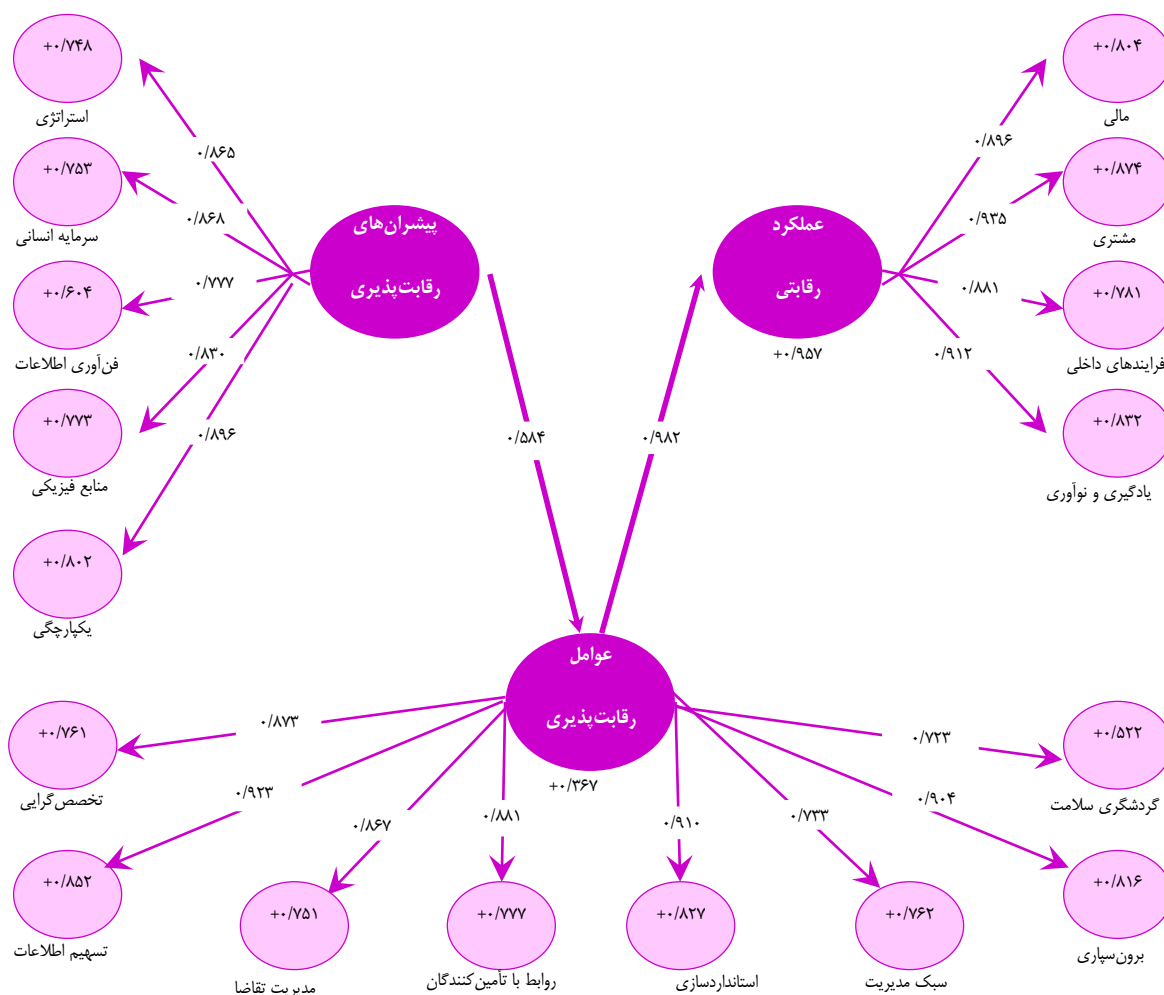 +۰/۷۴۸
استراتژی
۰/۸۶۵
+۰/۷۵۳
سرمایه انسانی
۰/۸۶۸
+۰/۶۰۴
فن‌آوری اطلاعات
۰/۷۷۷
+۰/۷۷۳
منابع فیزیکی
۰/۸۳۰
+۰/۸۰۲
یکپارچگی
۰/۸۹۶
پیشران‌های
رقابت‌پذیری
۰/۵۸۴
عملکرد
رقابتی
+۰/۹۵۷
۰/۹۸۲
+۰/۸۰۴
مالی
۰/۸۹۶
+۰/۸۷۴
مشتری
۰/۹۳۵
+۰/۷۸۱
فرایندهای داخلی
۰/۸۸۱
+۰/۸۳۲
یادگیری و نوآوری
۰/۹۱۲
عوامل
رقابت‌پذیری
+۰/۳۶۷
+۰/۷۶۱
تخصص‌گرایی
۰/۸۷۳
+۰/۸۵۲
تسهیم اطلاعات
۰/۹۲۳
+۰/۷۵۱
مدیریت تقاضا
۰/۸۶۷
+۰/۷۷۷
روابط با تأمین‌کنندگان
۰/۸۸۱
+۰/۸۲۷
استانداردسازی
۰/۹۱۰
+۰/۷۶۲
سبک مدیریت
۰/۷۳۳
+۰/۸۱۶
برون‌سپاری
۰/۹۰۴
+۰/۵۲۲
گردشگری سلامت
۰/۷۲۳